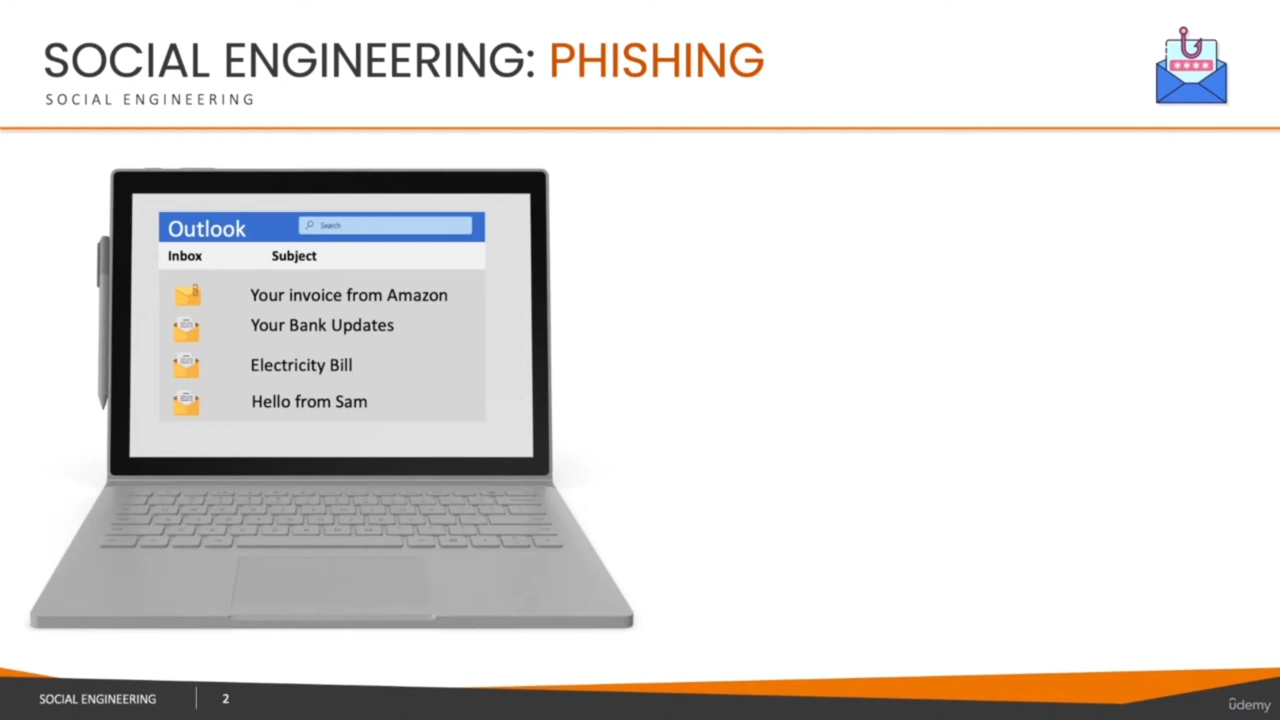 SOCIAL ENGINEERING: PHISHING
SOCIAL ENGINEERING
****
Outlook
Search
Inbox Subject
Your invoice from Amazon
Your Bank Updates
Electricity Bill
Hello from Sam
SOCIAL ENGINEERING 2
ûdemy